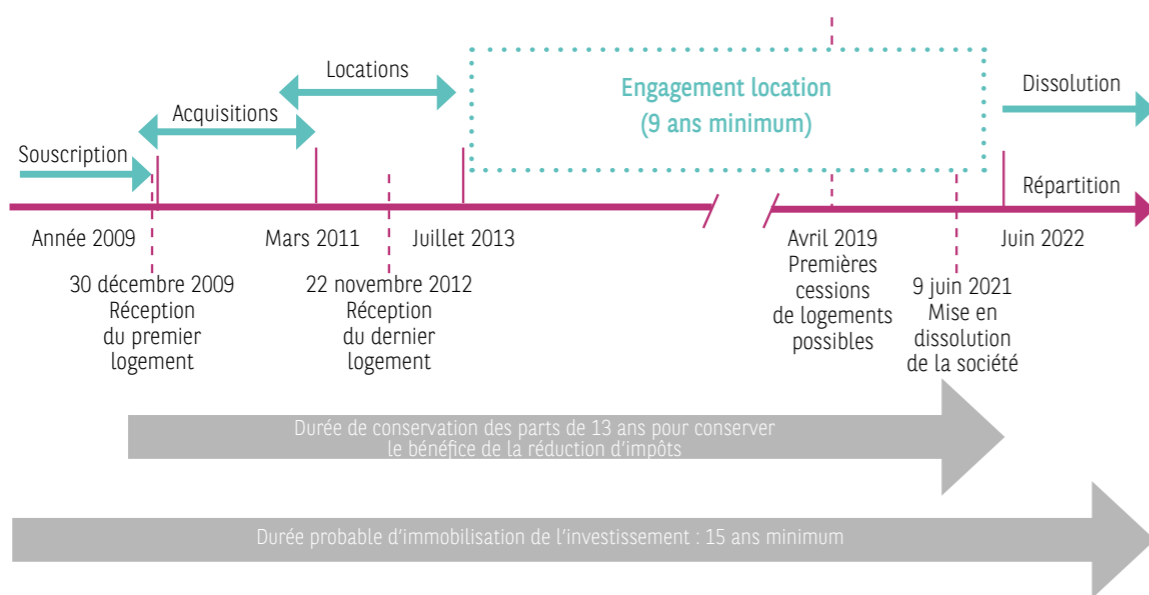 Locations
Acquisitions
Souscription
Engagement location
(9 ans minimum)
Dissolution
Répartition
Année 2009
Mars 2011
Juillet 2013
Avril 2019
Premières
cessions
de logements
possibles
Juin 2022
30 décembre 2009
Réception
du premier
logement
22 novembre 2012
Réception
du dernier
logement
9 juin 2021
Mise en
dissolution
de la société
Durée de conservation des parts de 13 ans pour conserver
le bénéfice de la réduction d'impôts
Durée probable d'immobilisation de l'investissement : 15 ans minimum